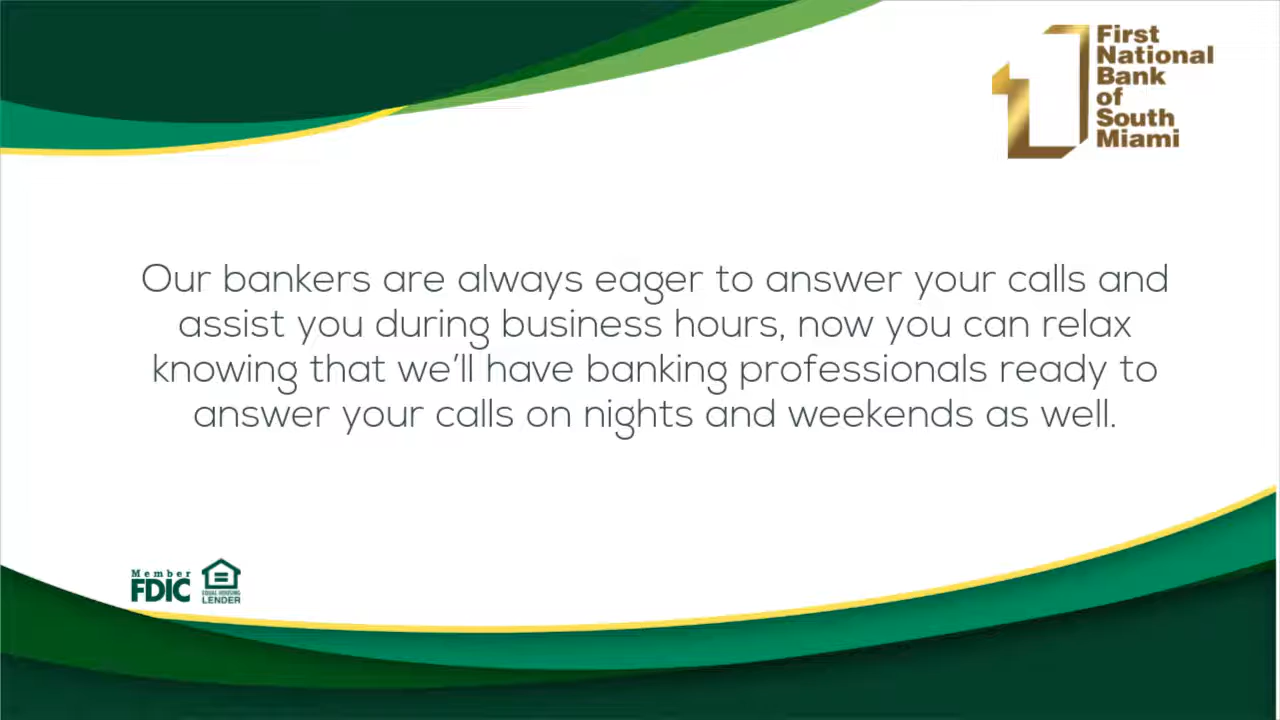 First
National
Bank
of
South
Miami
Our bankers are always eager to answer your calls and
assist you during business hours, now you can relax
knowing that we'll have banking professionals ready to
answer your calls on nights and weekends as well.
Member
FDIC
EQUAL HOUSING
LENDER